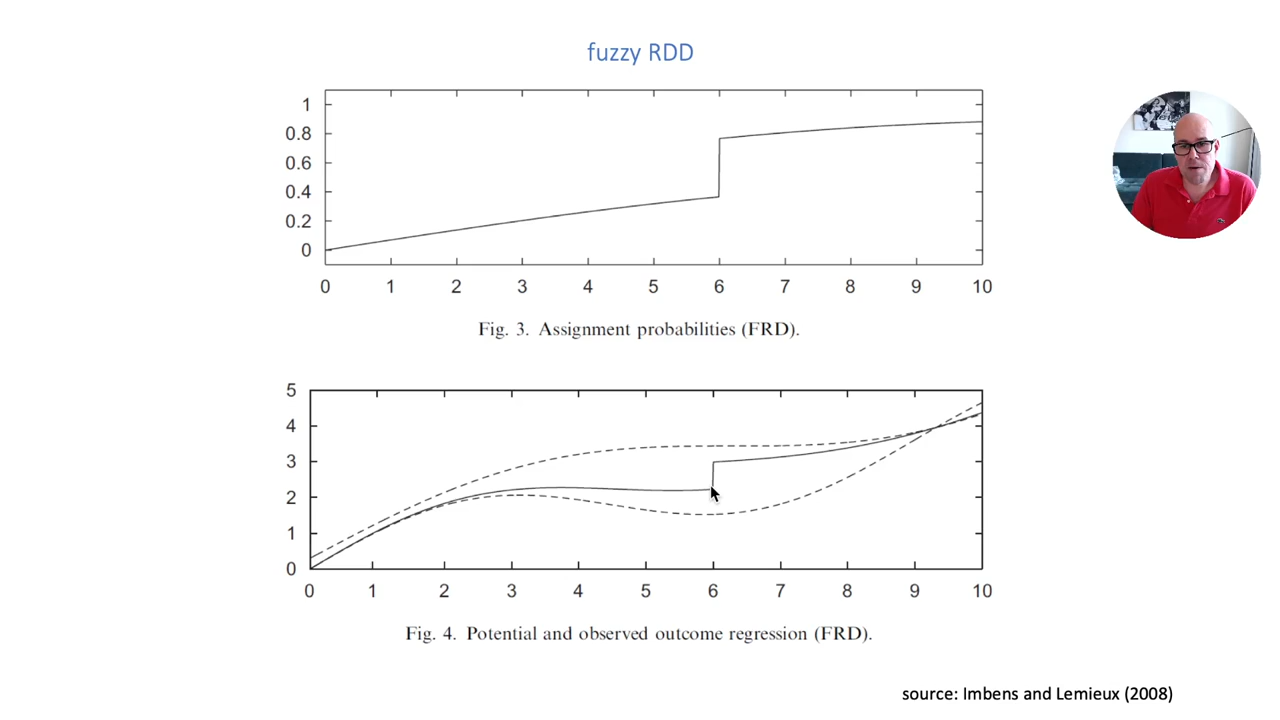 fuzzy RDD
1
0.8
0.6
0.4
0.2
0
0 1 2 3 4 5 6 7 8 9 10
Fig. 3. Assignment probabilities (FRD).
5
4
3
2
1
0
0 1 2 3 4 5 6 7 8 9 10
Fig. 4. Potential and observed outcome regression (FRD).
source: Imbens and Lemieux (2008)